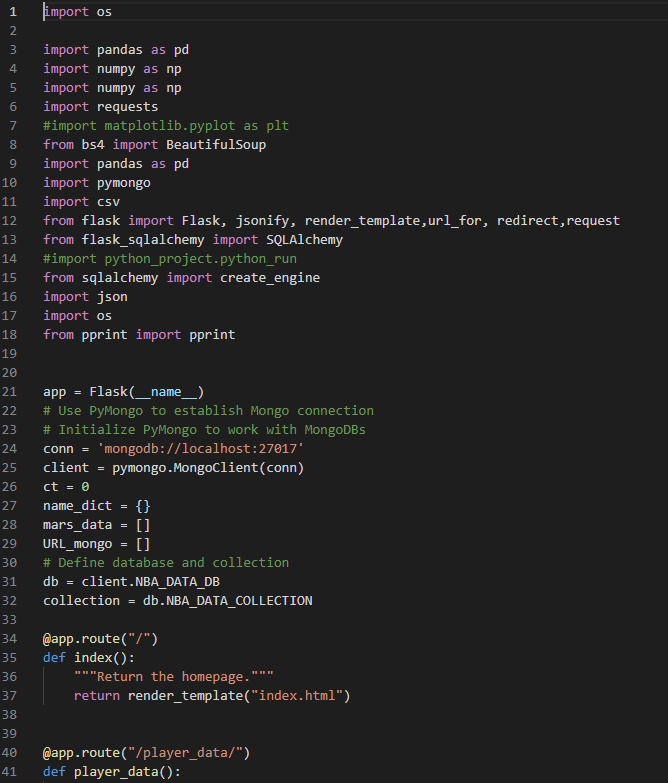 1 import os
2
3 import pandas as pd
4 import numpy as np
5 import numpy as np
6 import requests
7 #import matplotlib.pyplot as plt
8 from bs4 import BeautifulSoup
9 import pandas as pd
10 import pymongo
11 import csv
12 from flask import Flask, jsonify, render_template,url_for, redirect,request
13 from flask_sqlalchemy import SQLAlchemy
14 #import python_project.python_run
15 from sqlalchemy import create_engine
16 import json
17 import os
18 from pprint import pprint
19
20
21 app = Flask(__name__)
22 # Use PyMongo to establish Mongo connection
23 # Initialize PyMongo to work with MongoDBs
24 conn = 'mongodb://localhost:27017'
25 client = pymongo.MongoClient(conn)
26 ct = 0
27 name_dict = {}
28 mars_data = []
29 URL_mongo = []
30 # Define database and collection
31 db = client.NBA_DATA_DB
32 collection = db.NBA_DATA_COLLECTION
33
34 @app.route("/")
35 def index():
36     """Return the homepage."""
37     return render_template("index.html")
38
39
40 @app.route("/player_data/")
41 def player_data():